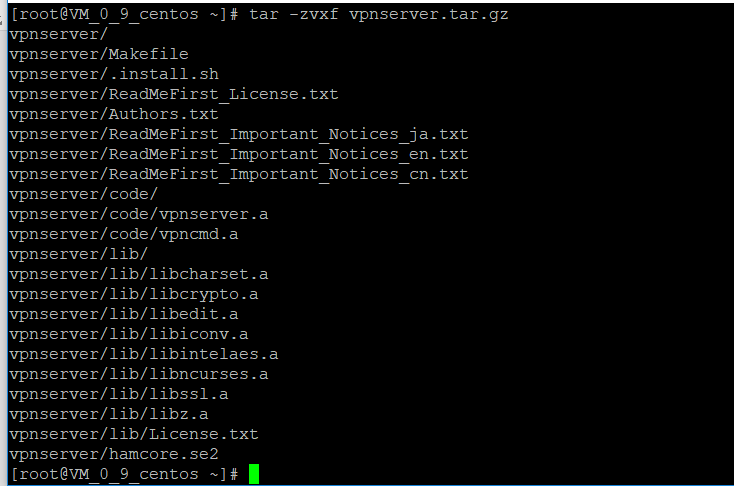 [root@VM_0_9_centos ~]# tar -zvxf vpnserver.tar.gz
vpnserver/
vpnserver/Makefile
vpnserver/.install.sh
vpnserver/ReadMeFirst_License.txt
vpnserver/Authors.txt
vpnserver/ReadMeFirst_Important_Notices_ja.txt
vpnserver/ReadMeFirst_Important_Notices_en.txt
vpnserver/ReadMeFirst_Important_Notices_cn.txt
vpnserver/code/
vpnserver/code/vpnserver.a
vpnserver/code/vpncmd.a
vpnserver/lib/
vpnserver/lib/libcharset.a
vpnserver/lib/libcrypto.a
vpnserver/lib/libedit.a
vpnserver/lib/libiconv.a
vpnserver/lib/libintelaes.a
vpnserver/lib/libncurses.a
vpnserver/lib/libssl.a
vpnserver/lib/libz.a
vpnserver/lib/License.txt
vpnserver/hamcore.se2
[root@VM_0_9_centos ~]#